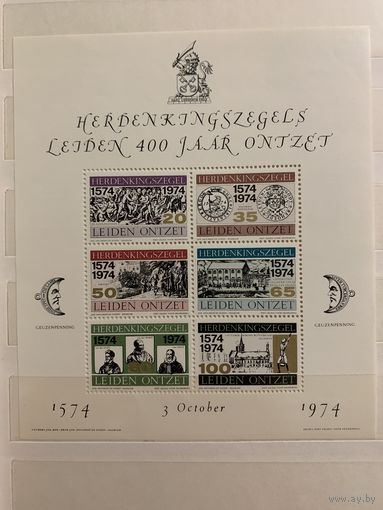 HERDENKINGSZEGELS
LEIDEN 400 JAAR ONTZET
HERDENKINGSZEGEL
1574
1974
20
LEIDEN ONTZET
HERDENKINGSZEGEL
1574
1974
35
LEIDEN ONTZET
HERDENKINGSZEGEL
1574
1974
50
LEIDEN ONTZET
HERDENKINGSZEGEL
1574
1974
65
LEIDEN ONTZET
HERDENKINGSZEGEL
1574 1974
LEIDEN ONTZET
HERDENKINGSZEGEL
1574
1974
100
LEIDEN ONTZET
GEUZENPENNING
GEUZENPENNING
1574 3 October 1974
ay.by